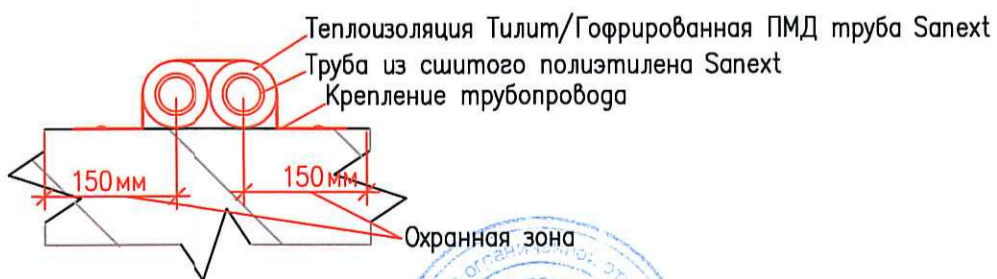 Теплоизоляция Тилит/Гофрированная ПМД труба Sanext
Труба из сшитого полиэтилена Sanext
Крепление трубопровода
150мм
150мм
Охранная зона